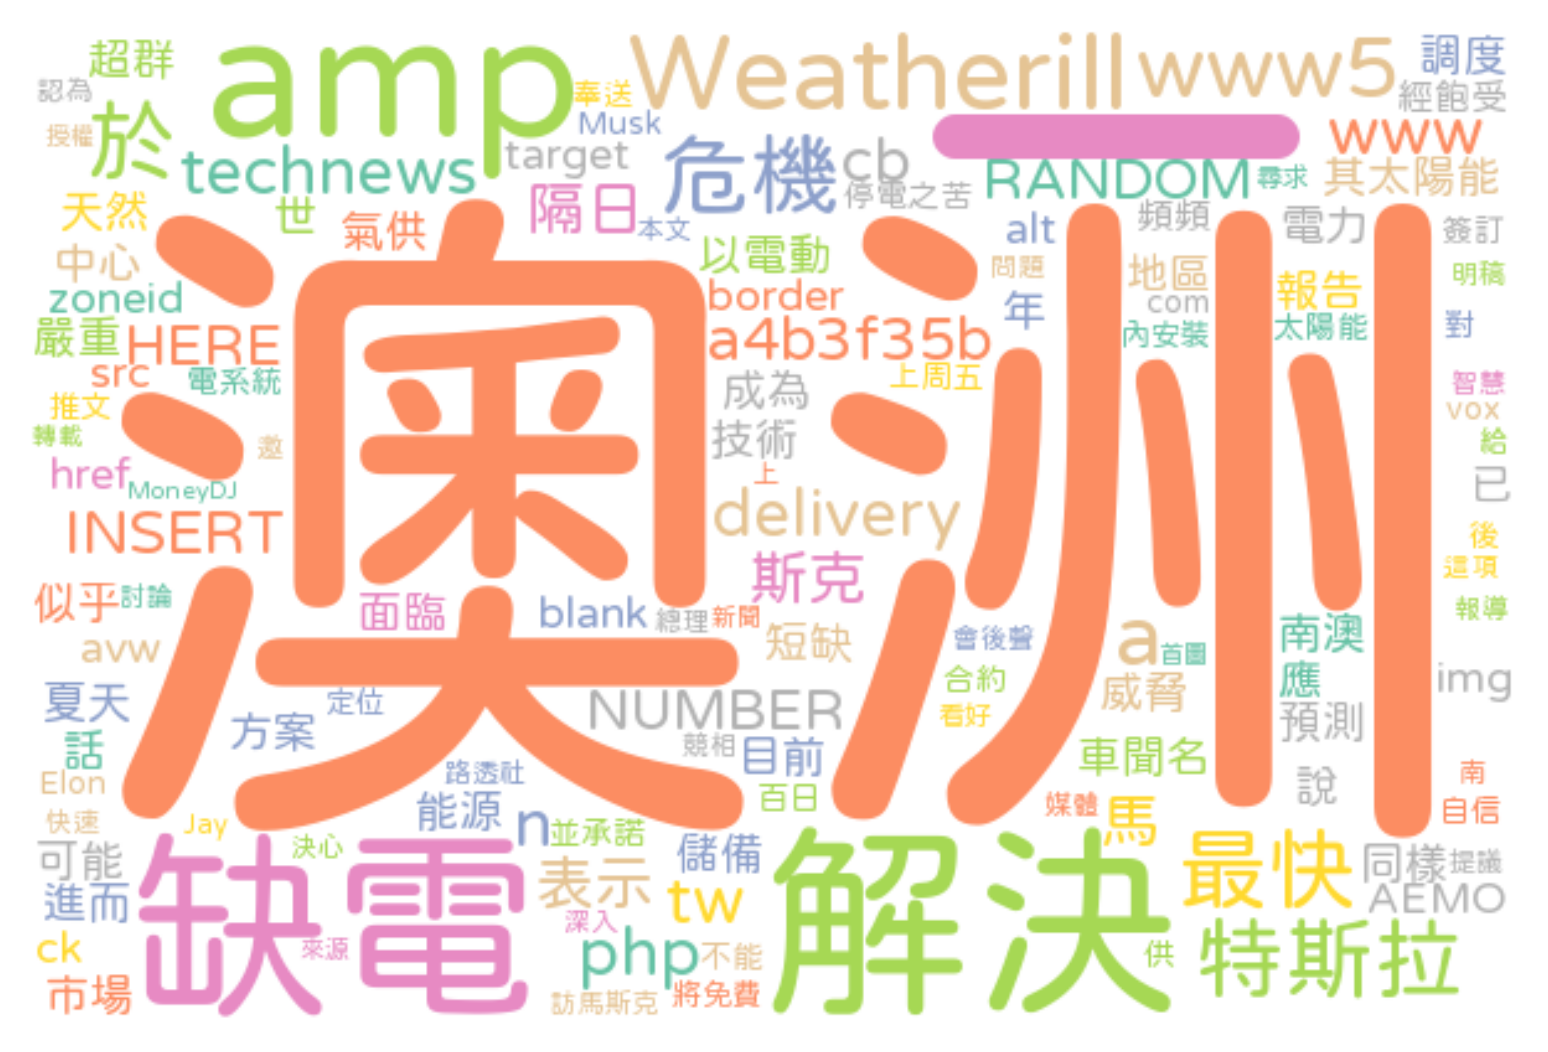 超群
amp
Weatherill
www5
調度
認為
奉送
經飽受
授權
於
Musk
危機
cb
一
www
technews
target
RANDOM
尋求
其太陽能
天然
世
氣供
隔日
本文
停電之苦
alt
頻頻
電力
簽訂
中心
以電動
問題
地區
報告
明稿
zoneid
border
年
com
嚴重
HERE
a4b3f35b
內安裝
太陽能
對
src
電系統
澳洲
成為
上周五
智慧
推文
vox
轉載
邀
技術
給
href
MoneyDJ
上
已
INSERT
delivery
後
斯克
這項
似乎
討論
面臨
blank
總理
新聞
報導
avw
短缺
會後聲
a
首圖
南澳
夏天
定位
合約
威脅
應
img
方案
NUMBER
看好
預測
話
競相
目前
車聞名
Elon
路透社
百日
說
南
快速
Jay
能源
n
並承諾
媒體
馬
自信
可能
缺電
決心
表示
儲備
解決
最快
同樣
提議
進而
tw
AEMO
ck
來源
深入
php
不能
供
特斯拉
市場
訪馬斯克
將免費